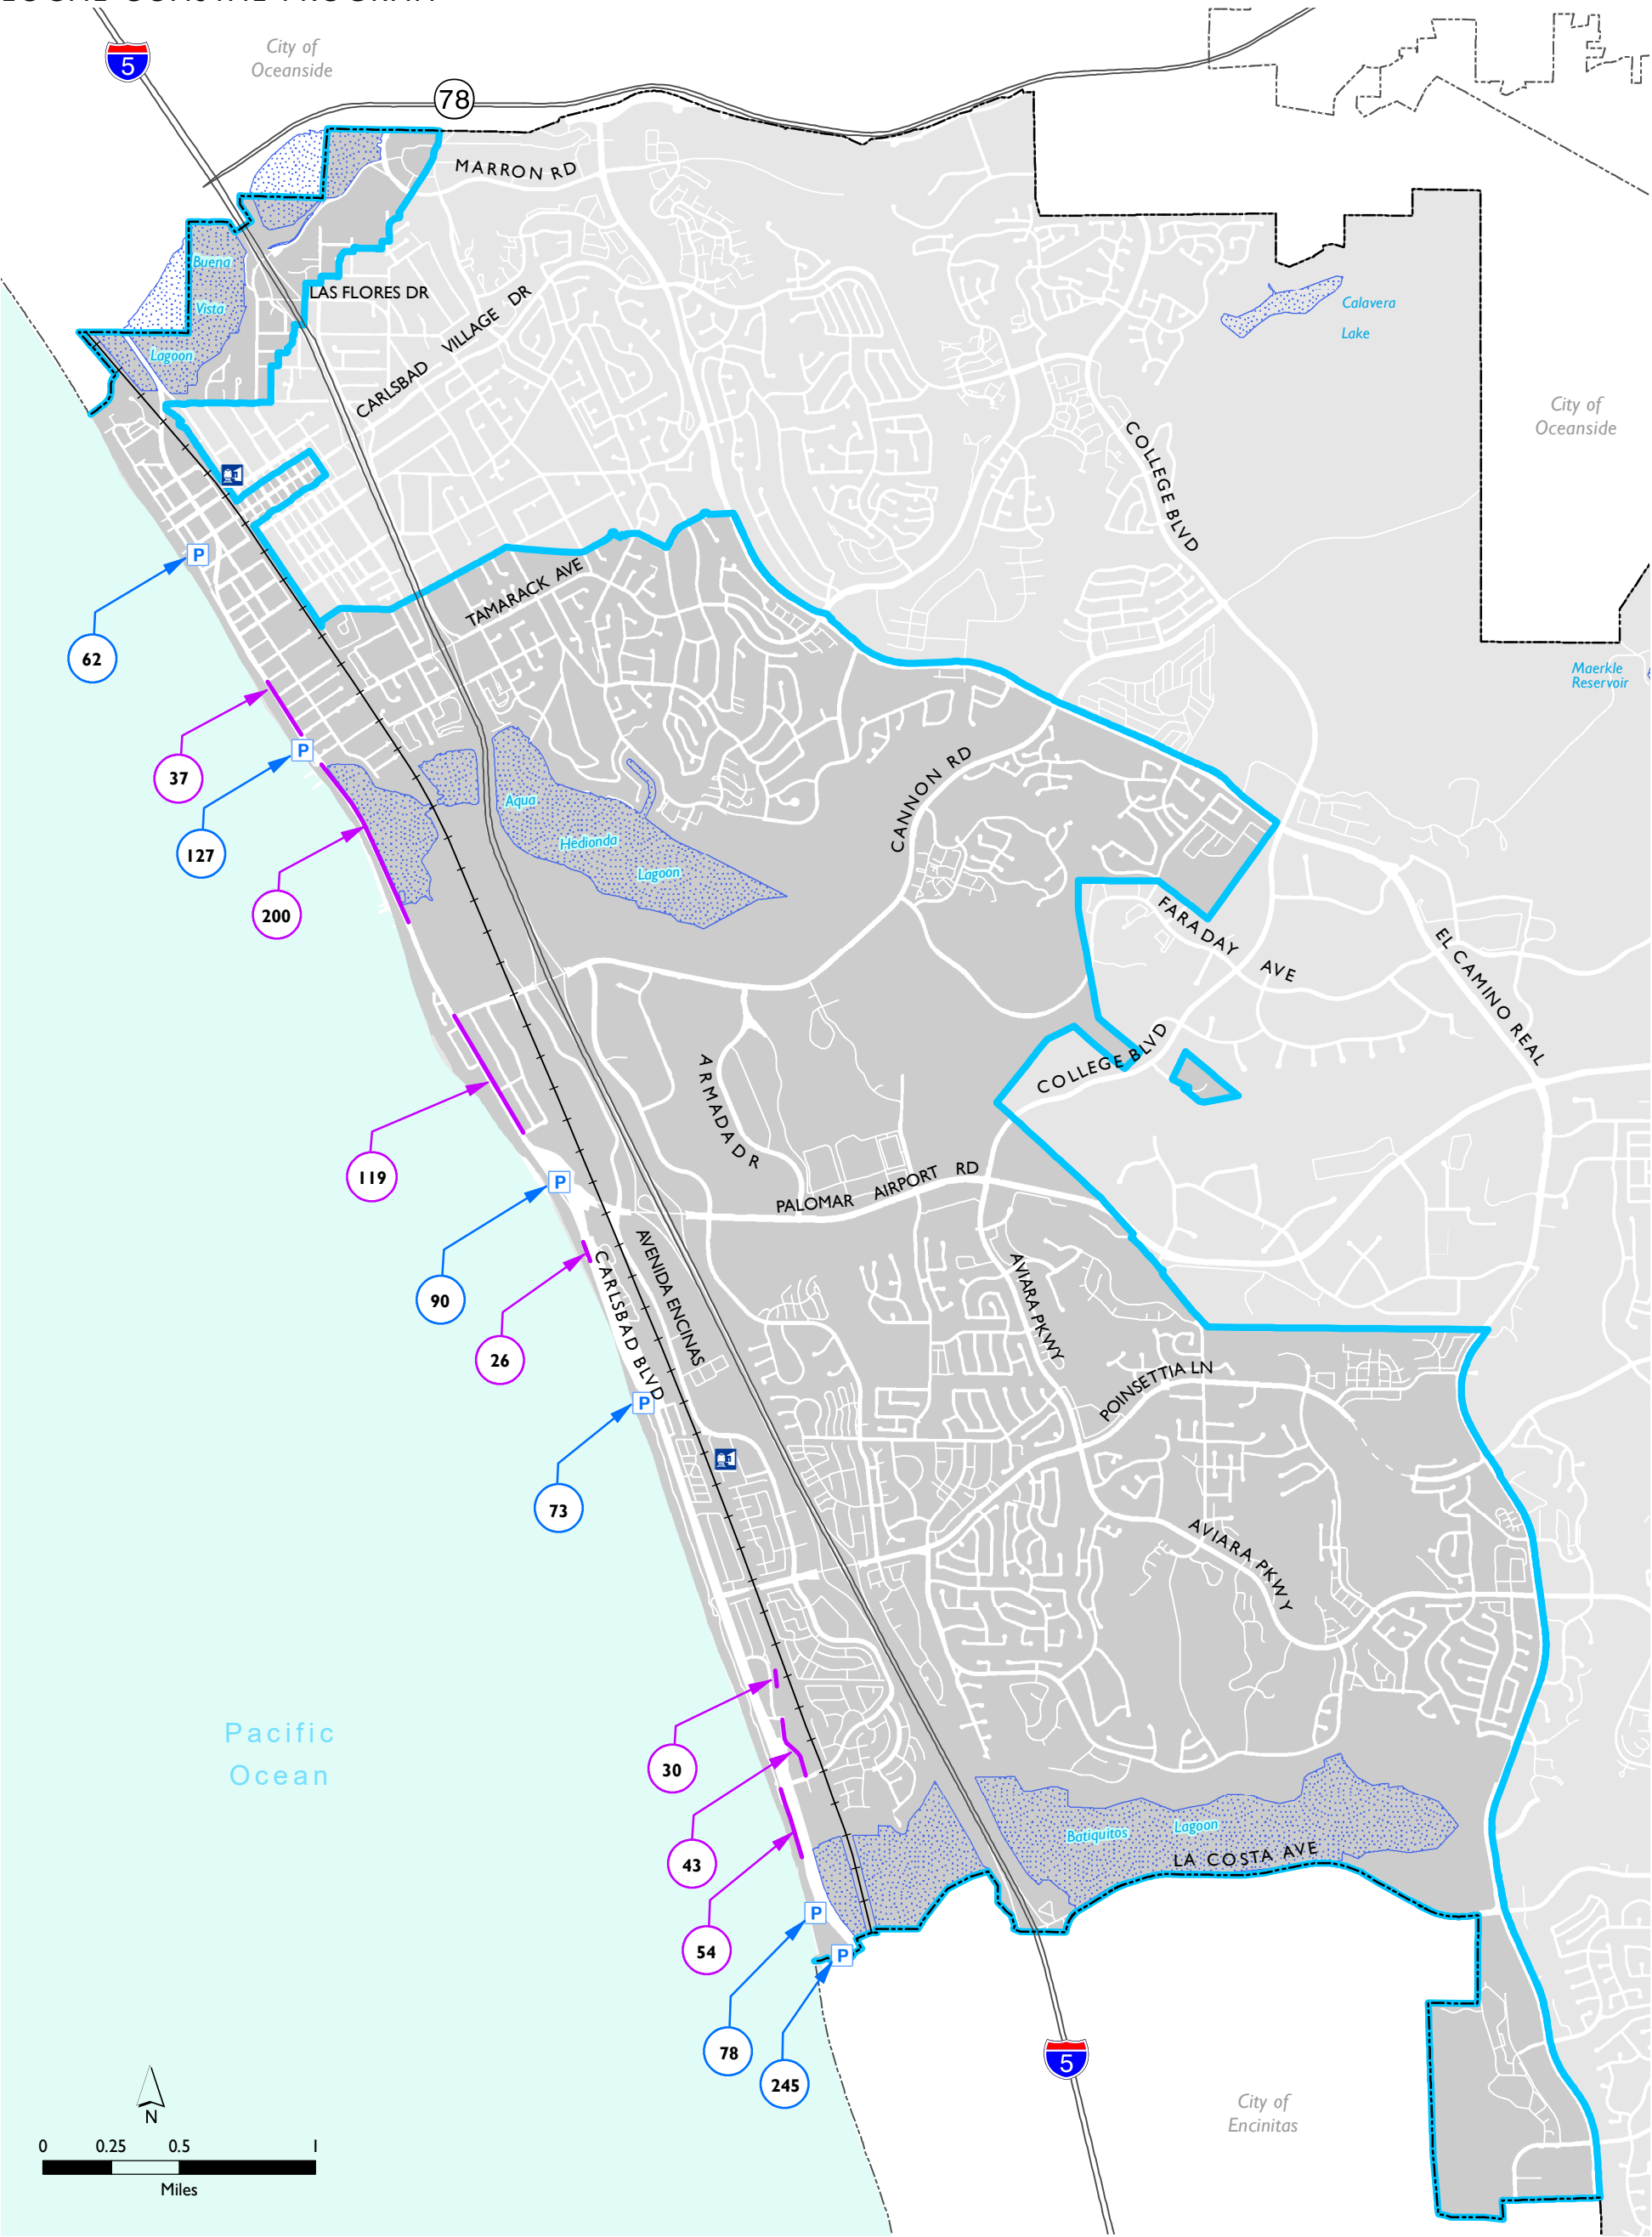 City of
Oceanside
5
78
MARRON RD
Buena
Vista
Lagoon
LAS FLORES DR
CARLSBAD VILLAGE DR
Calavera
Lake
City of
Oceanside
COLLEGE BLVD
P
62
TAMARACK AVE
Maerkle
Reservoir
37
P
127
200
Aqua
Hedionda
Lagoon
CANNON RD
FARADAY AVE
EL CAMINO REAL
COLLEGE BLVD
ARMADA DR
119
P
90
PALOMAR AIRPORT RD
26
CARLSBAD BLVD
AVENIDA ENCINAS
AVIARA PKWY
POINSETTIA LN
P
73
AVIARA PKWY
Pacific
Ocean
30
43
54
Batiquitos Lagoon
LA COSTA AVE
P
P
78
245
5
City of
Encinitas
N
0 0.25 0.5 1
Miles